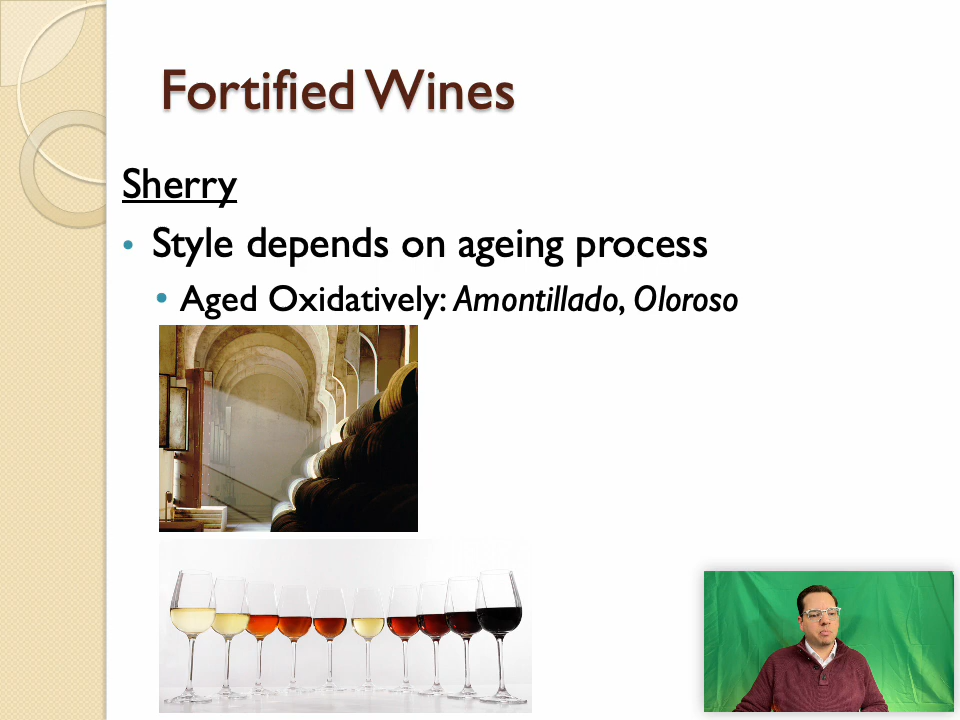 Fortified Wines
Sherry
• Style depends on ageing process
• Aged Oxidatively: Amontillado, Oloroso